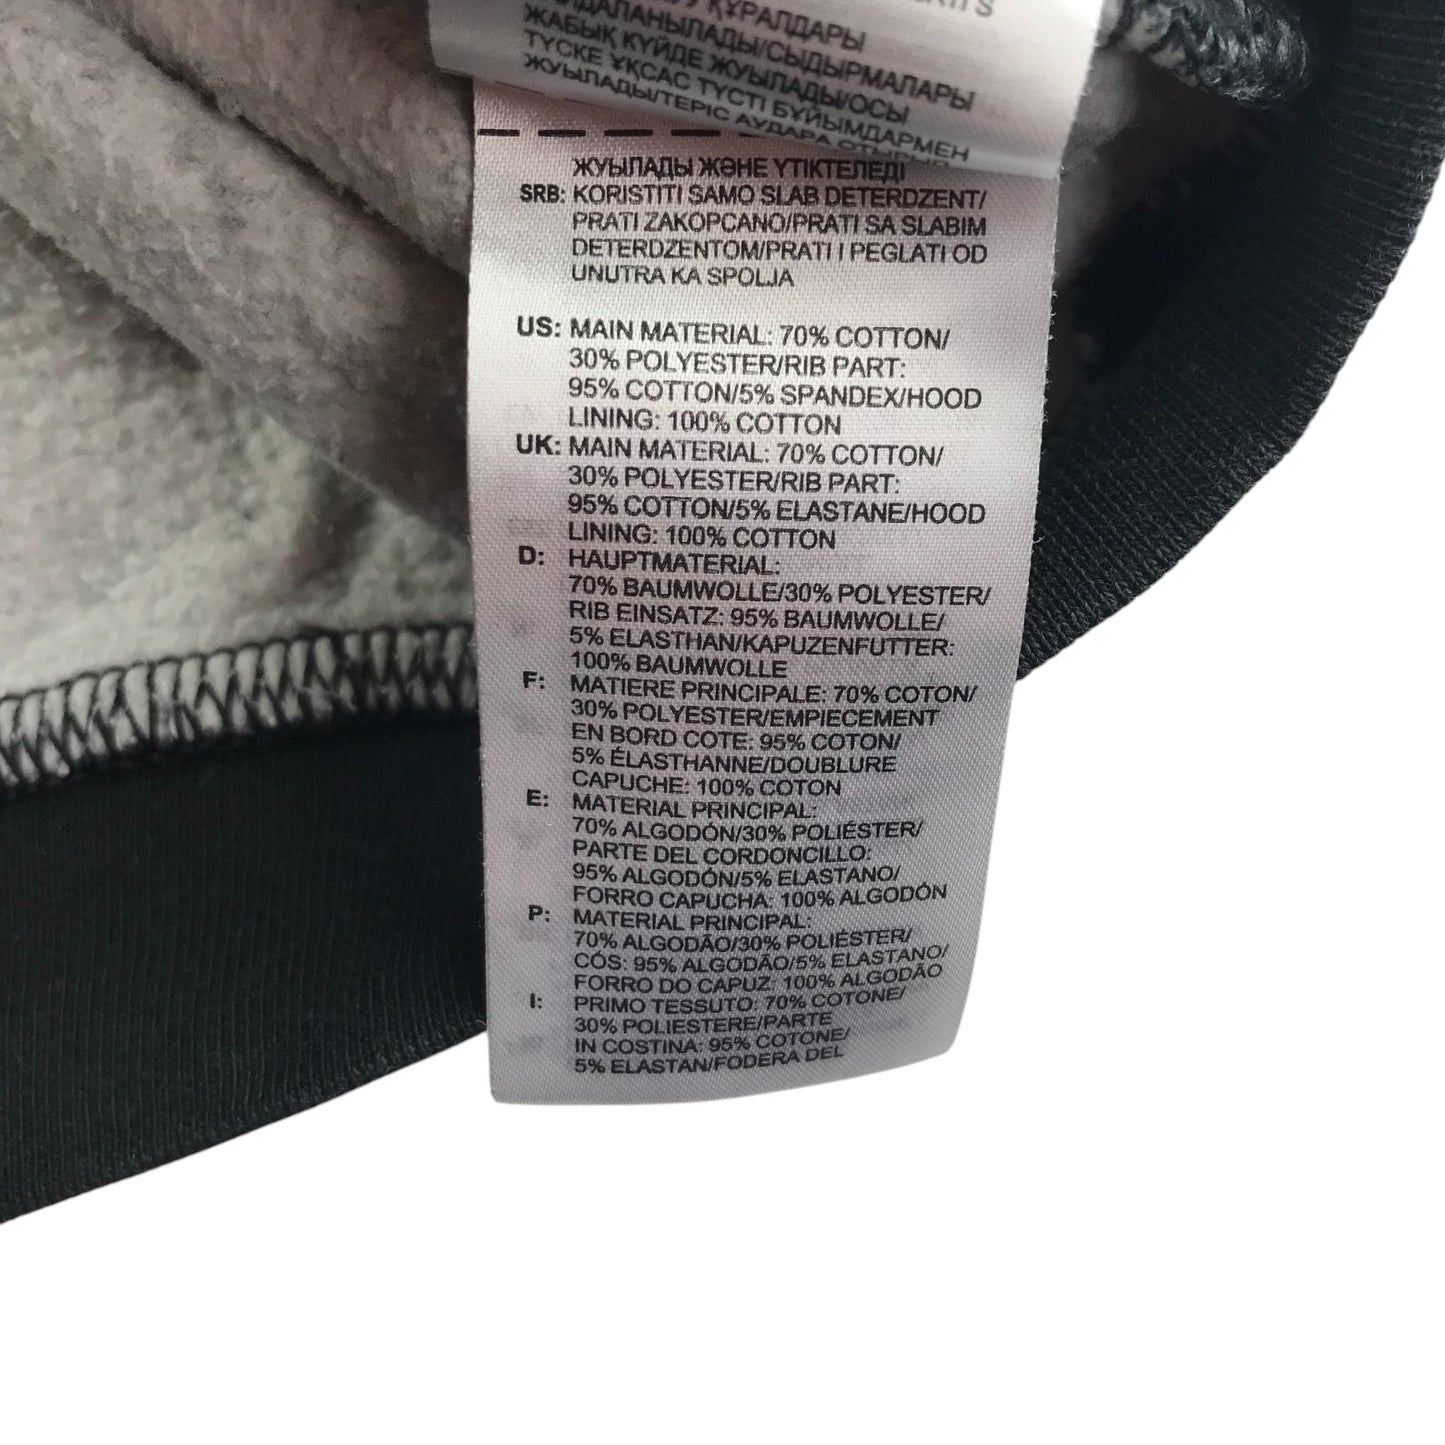 ҚҰРАЛДАРЫ
ЖАБЫҚ КҮЙДЕ ЖУЫЛАДЫ/ОСЫ
ТҮСКЕ ҰҚСАС ТҮСТІ БҰЙЫМДАРМЕН
ЖУЫЛАДЫ/ТЕРІС АУДАРА
ЖУЫЛАДЫ ЖӘНЕ ҮТІКТЕЛЕДІ
SRB: KORISTITI SAMO SLAB DETERDZENT/
PRATI ZAKOPCANO/PRATI SA SLABIM
DETERDZENTOM/PRATI I PEGLATI OD
UNUTRA KA SPOLJA
US: MAIN MATERIAL: 70% COTTON/
30% POLYESTER/RIB PART:
95% COTTON/5% SPANDEX/HOOD
LINING: 100% COTTON
UK: MAIN MATERIAL: 70% COTTON/
30% POLYESTER/RIB PART:
95% COTTON/5% ELASTANE/HOOD
LINING: 100% COTTON
D: HAUPTMATERIAL:
70% BAUMWOLLE/30% POLYESTER/
RIB EINSATZ: 95% BAUMWOLLE/
5% ELASTHAN/KAPUZENFUTTER:
100% BAUMWOLLE
F: MATIERE PRINCIPALE: 70% COTON/
30% POLYESTER/EMPIECEMENT
EN BORD COTE: 95% COTON/
5% ÉLASTHANNE/DOUBLURE
CAPUCHE: 100% COTON
E: MATERIAL PRINCIPAL:
70% ALGODÓN/30% POLIÉSTER/
PARTE DEL CORDONCILLO:
95% ALGODÓN/5% ELASTANO/
FORRO CAPUCHA: 100% ALGODÓN
P: MATERIAL PRINCIPAL:
70% ALGODÃO/30% POLIÉSTER/
CÓS: 95% ALGODÃO/5% ELASTANO/
FORRO DO CAPUZ: 100% ALGODÃO
I: PRIMO TESSUTO: 70% COTONE/
30% POLIESTERE/PARTE
IN COSTINA: 95% COTONE/
5% ELASTAN/FODERA DEL